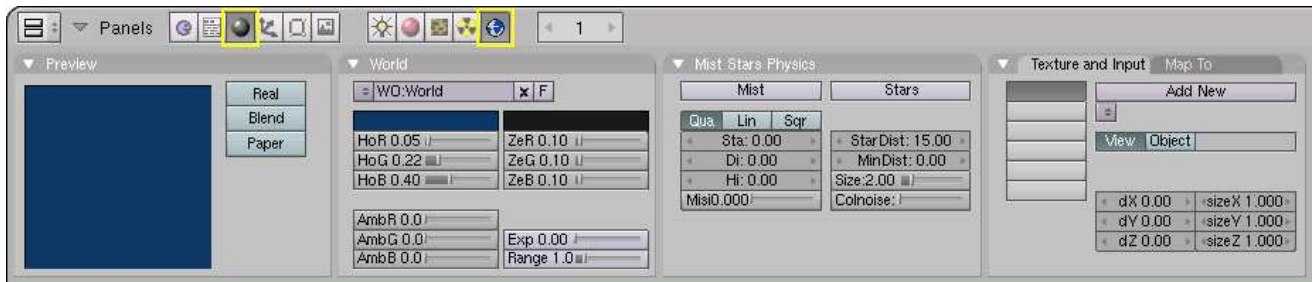 Panels 1
Preview
Real
Blend
Paper
World
WO:World F
HoR 0.05 ZeR 0.10
HoG 0.22 ZeG 0.10
HoB 0.40 ZeB 0.10
AmbR 0.0
AmbG 0.0 Exp 0.00
AmbB 0.0 Range 1.0
Mist Stars Physics
Mist Stars
Qua Lin Sqr
Sta: 0.00 StarDist: 15.00
Di: 0.00 MinDist: 0.00
Hi: 0.00 Size:2.00
Misi0.000 Colnoise:
Texture and Input Map To
Add New
View Object
dX 0.00 sizeX 1.000
dY 0.00 sizeY 1.000
dZ 0.00 sizeZ 1.000